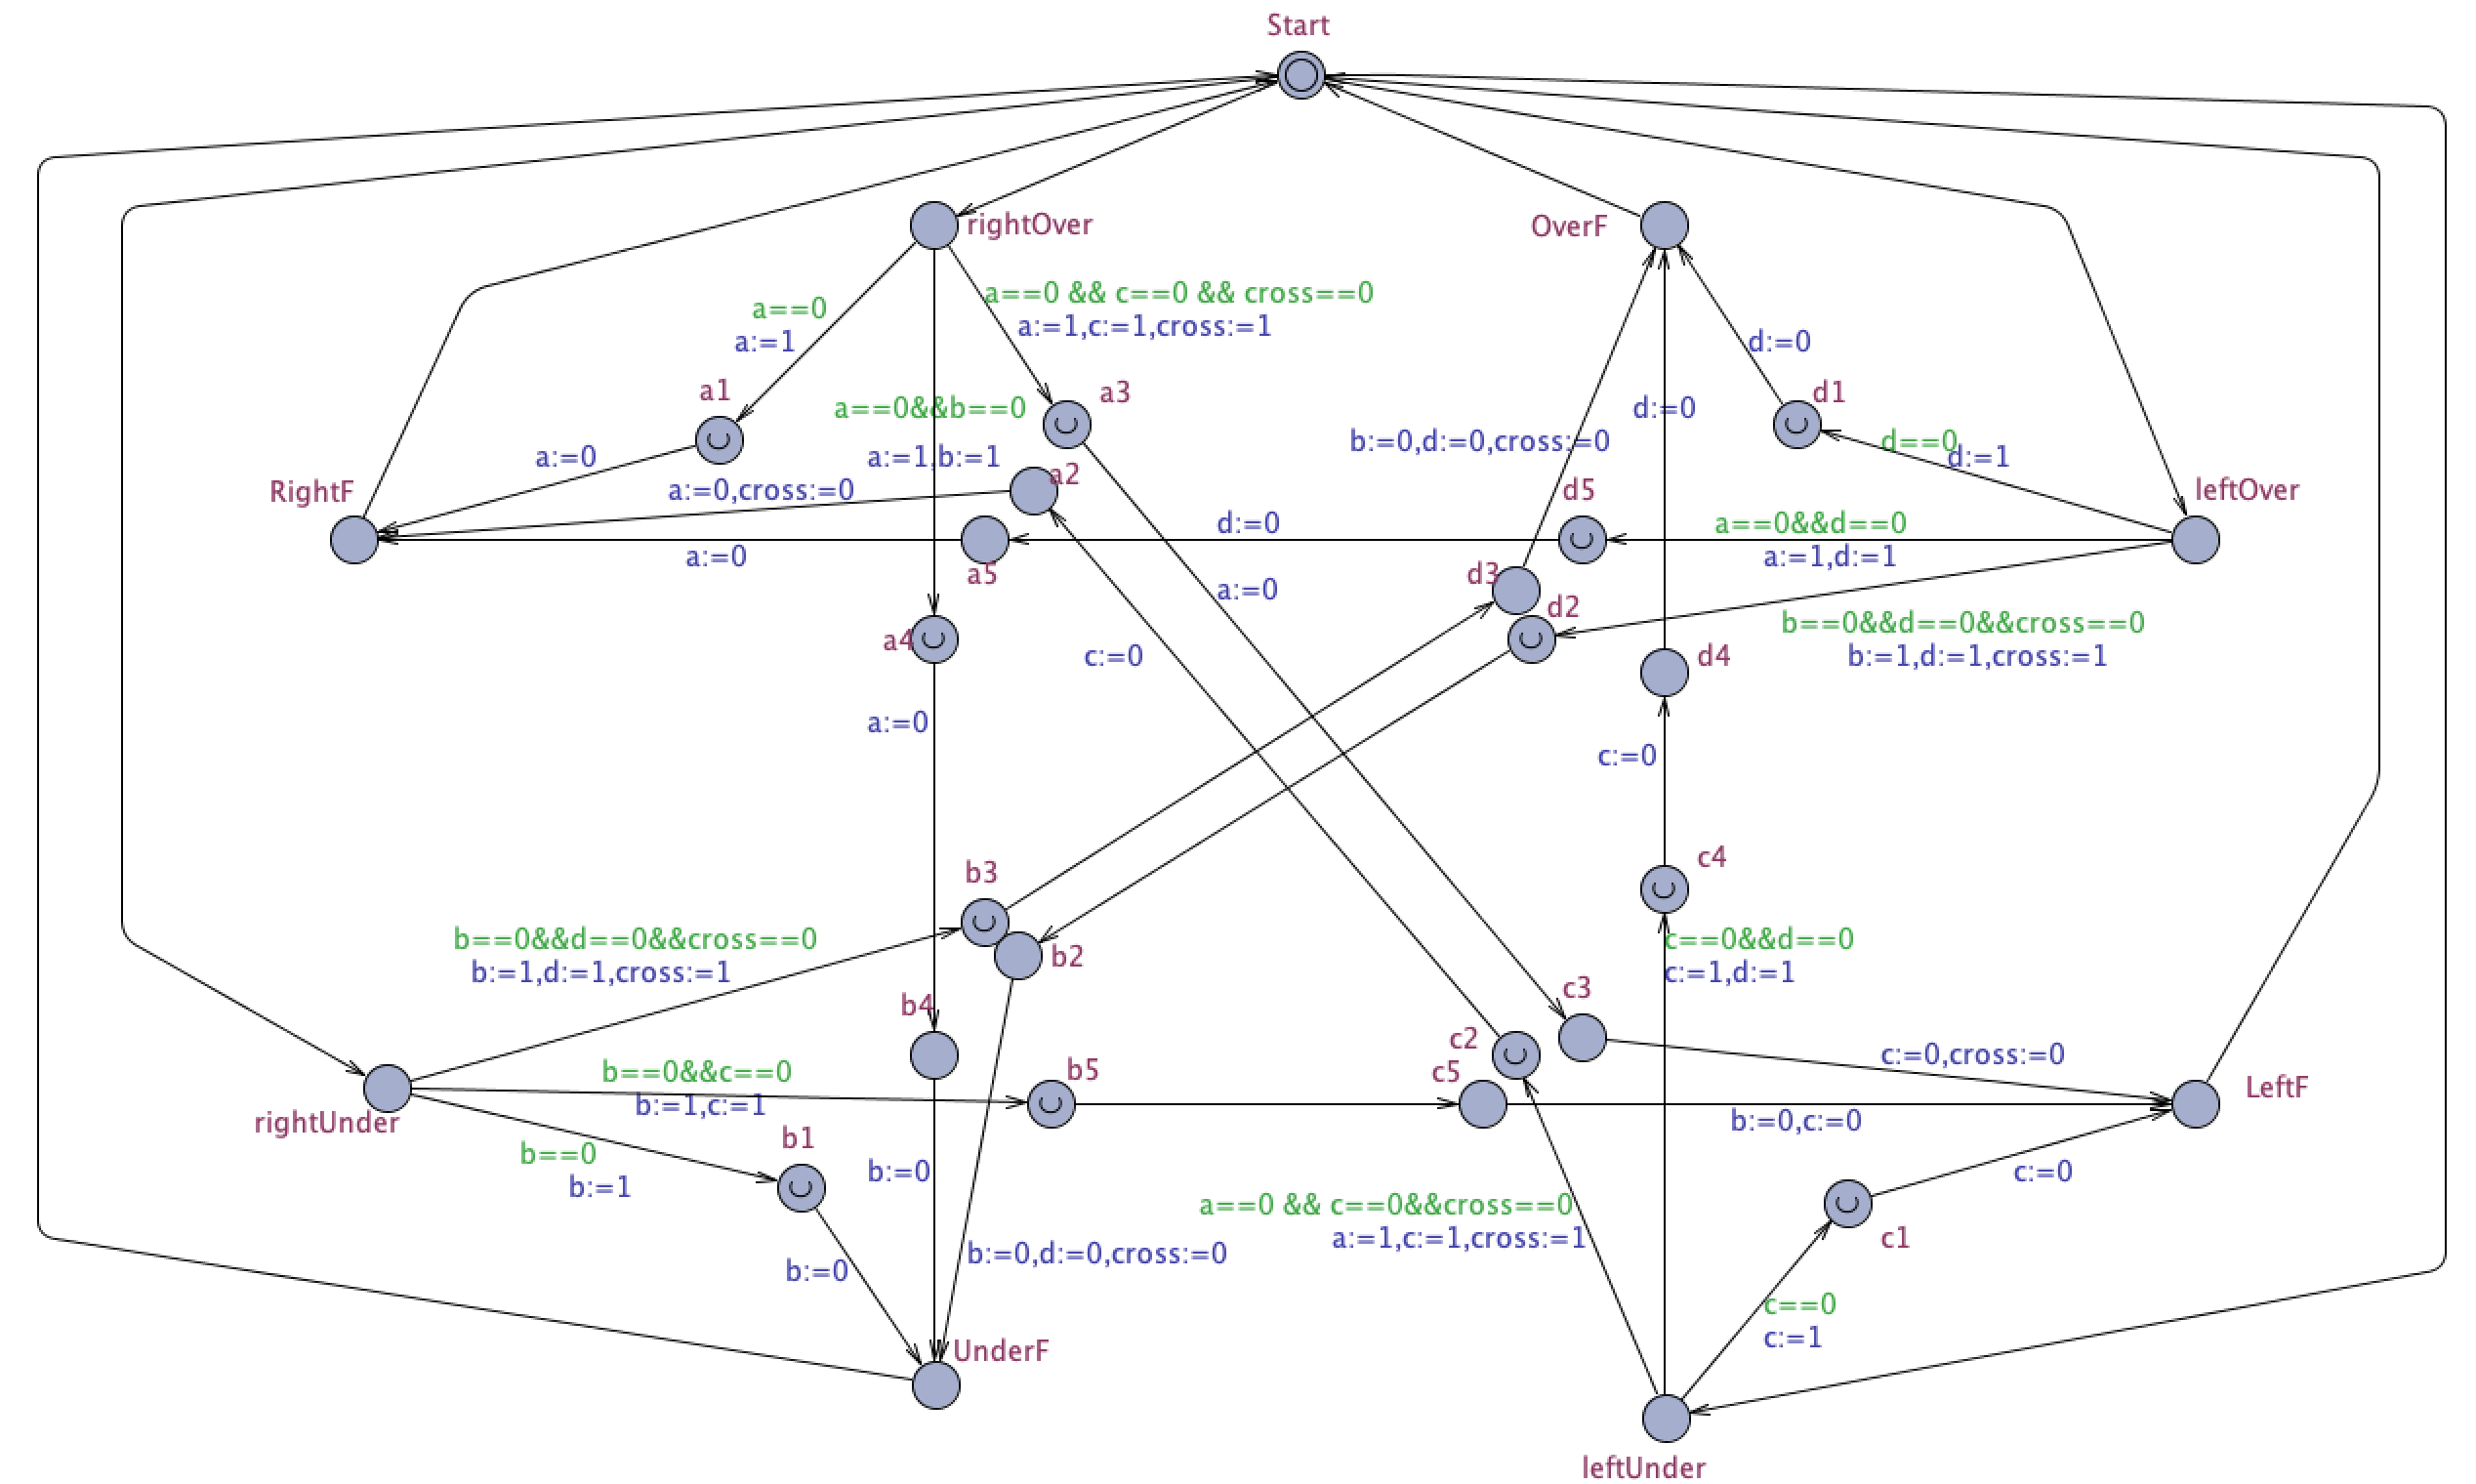 Start
rightOver
OverF
a==0 && c==0 && cross==0
a==0
a:=1,c:=1,cross:=1
a:=1
d:=0
a1
a3
d1
a==0&&b==0
d:=0
b:=0,d:=0,cross:=0
d==0
a:=0
a:=1,b:=1
d:=1
a2
RightF
a:=0,cross:=0
d5
leftOver
d:=0
a==0&&d==0
a:=0
a:=1,d:=1
a5
d3
a:=0
d2
b==0&&d==0&&cross==0
a4
c:=0
d4
b:=1,d:=1,cross:=1
a:=0
c:=0
b3
c4
b==0&&d==0&&cross==0
c==0&&d==0
b2
b:=1,d:=1,cross:=1
c:=1,d:=1
c3
b4
c2
c:=0,cross:=0
b==0&&c==0
b5
c5
LeftF
b:=1,c:=1
rightUnder
b:=0,c:=0
b1
b==0
b:=0
c:=0
b:=1
a==0 && c==0&&cross==0
a:=1,c:=1,cross:=1
c1
b:=0,d:=0,cross:=0
b:=0
c==0
UnderF
c:=1
leftUnder